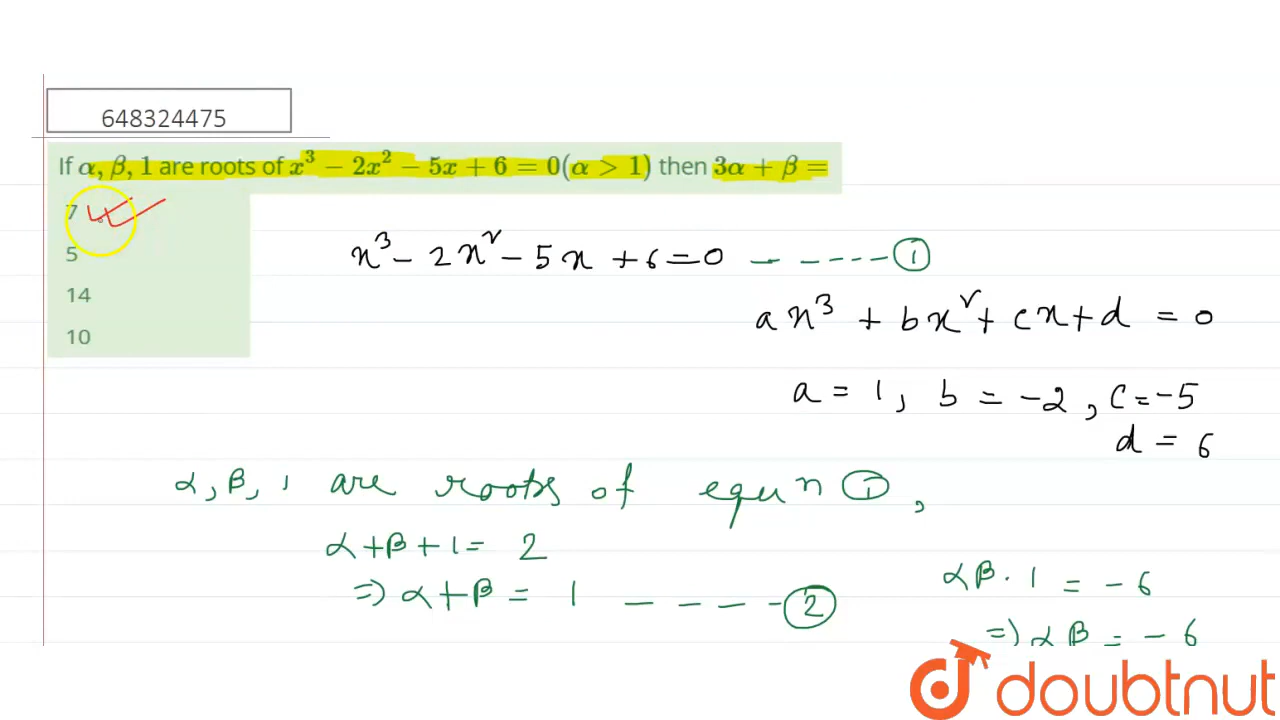 648324475
If α, β, 1 are roots of x³ − 2x² − 5x + 6 = 0(α > 1) then 3α + β =
7
5
14
10
x³ − 2x² − 5x + 6 = 0 - - - - - ①
ax³ + bx² + cx + d = 0
a = 1, b = −2, c = −5
d = 6
α, β, 1 are roots of equn ①,
α + β + 1 = 2
⇒ α + β = 1 - - - - - ②
αβ · 1 = − 6
⇒ αβ = − 6
doubtnut